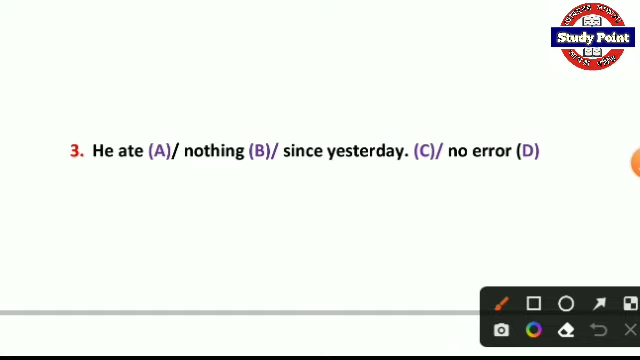 Study Point
3. He ate (A)/ nothing (B)/ since yesterday. (C)/ no error (D)